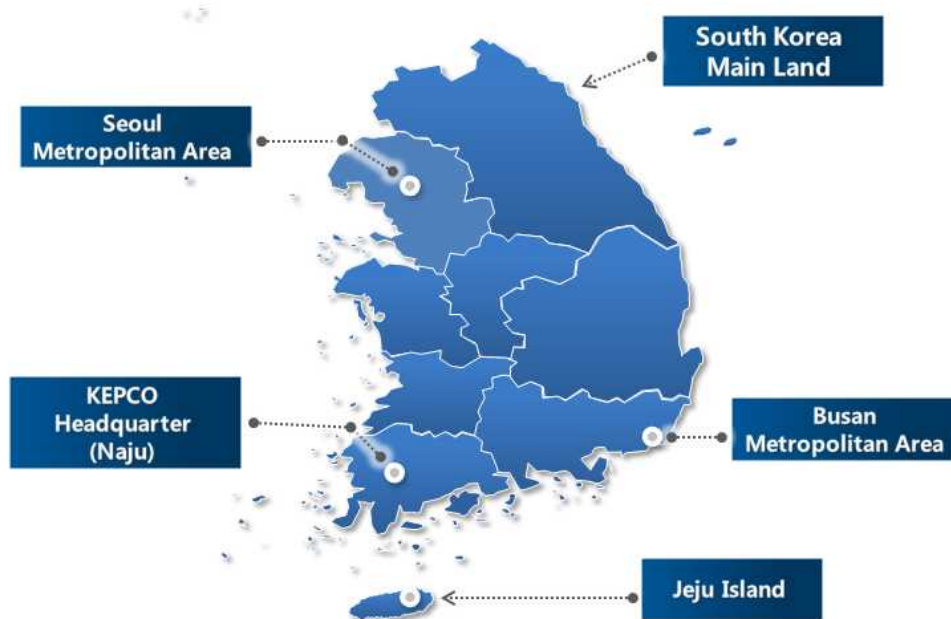 South Korea
Main Land
Seoul
Metropolitan Area
KEPCO
Headquarter
(Naju)
Busan
Metropolitan Area
Jeju Island